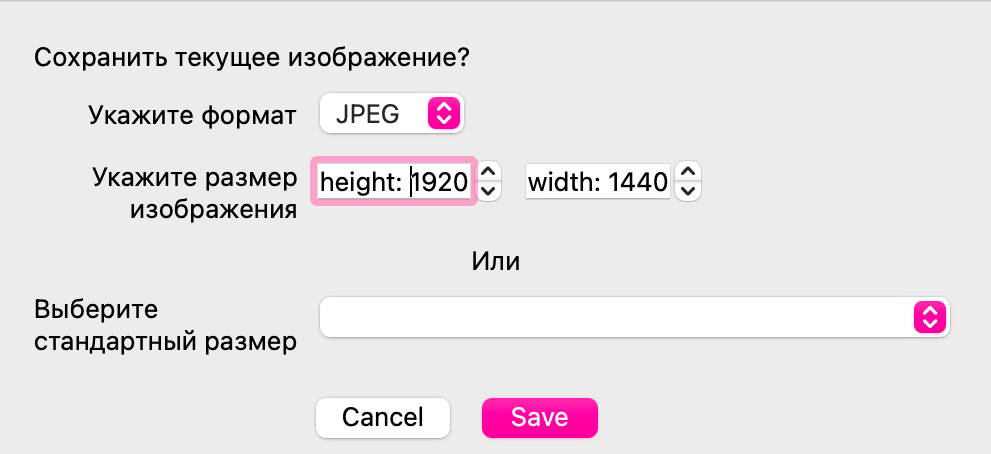 Сохранить текущее изображение?
Укажите формат JPEG
Укажите размер изображения height: 1920 width: 1440
Или
Выберите
стандартный размер
Cancel Save